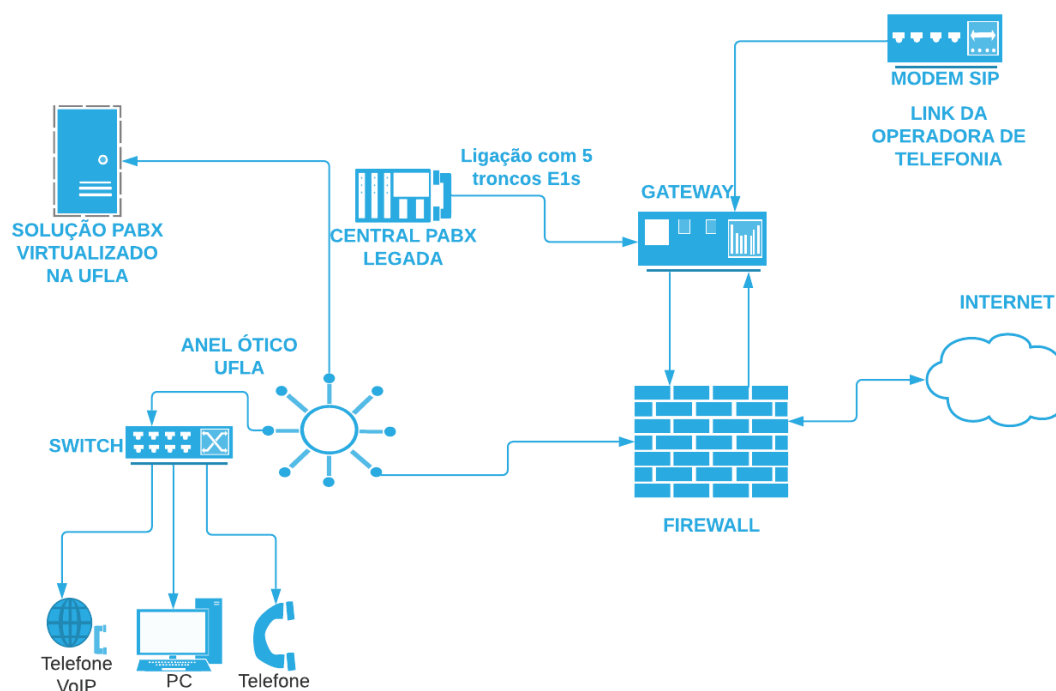 MODEM SIP
LINK DA
OPERADORA DE
TELEFONIA
Ligação com 5
troncos E1s
GATEWAY
SOLUÇÃO PABX
VIRTUALIZADO
NA UFLA
CENTRAL PABX
LEGADA
INTERNET
ANEL ÓTICO
UFLA
SWITCH
FIREWALL
Telefone
VoIP
PC
Telefone